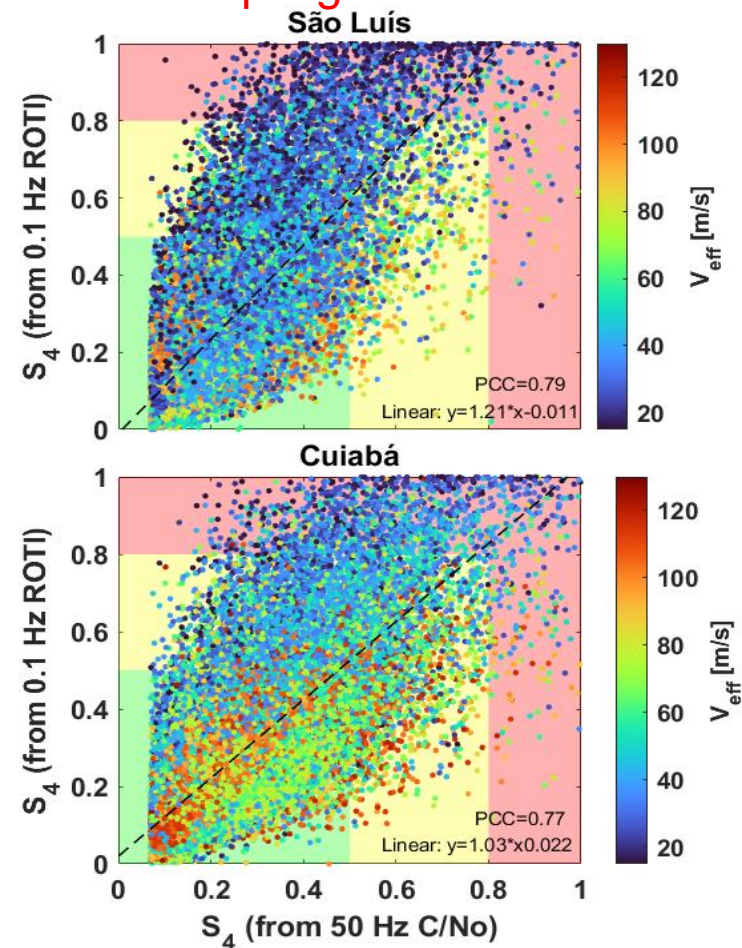 São Luís
1
0.8
0.6
0.4
0.2
0
S4 (from 0.1 Hz ROTI)
PCC=0.79
Linear: y=1.21*x-0.011
120
100
80
60
40
20
Veff [m/s]
Cuiabá
1
0.8
0.6
0.4
0.2
0
S4 (from 0.1 Hz ROTI)
PCC=0.77
Linear: y=1.03*x0.022
0 0.2 0.4 0.6 0.8 1
S4 (from 50 Hz C/No)
120
100
80
60
40
20
Veff [m/s]